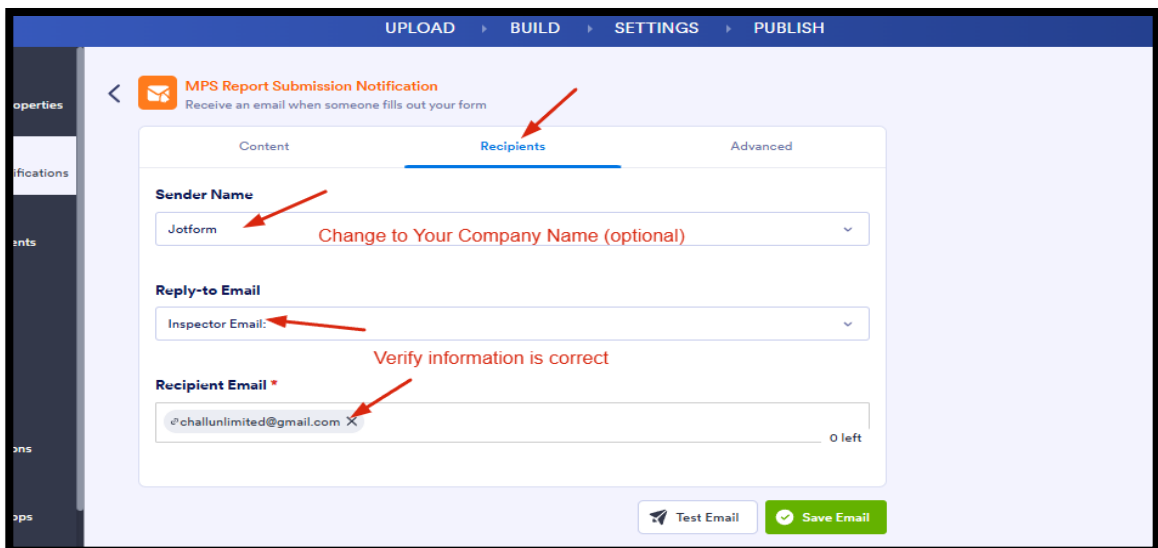 UPLOAD BUILD SETTINGS PUBLISH
MPS Report Submission Notification
operties
Receive an email when someone fills out your form
Content Recipients Advanced
ifications
Sender Name
Jotform
Change to Your Company Name (optional)
ents
Reply-to Email
Inspector Email:
Verify information is correct
Recipient Email *
challunlimited@gmail.com X
0 left
ons
Test Email Save Email
ops